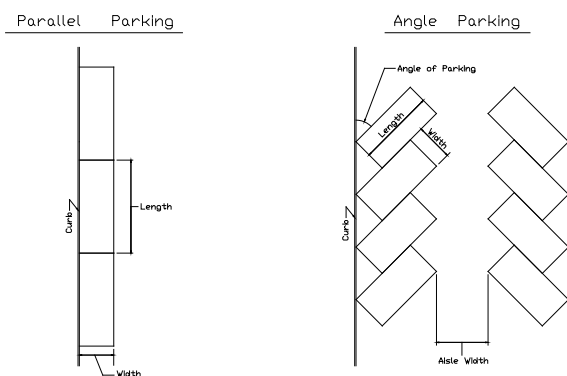 Parallel Parking
Curb
Length
Width
Angle Parking
Angle of Parking
Length
Width
Curb
Aisle Width